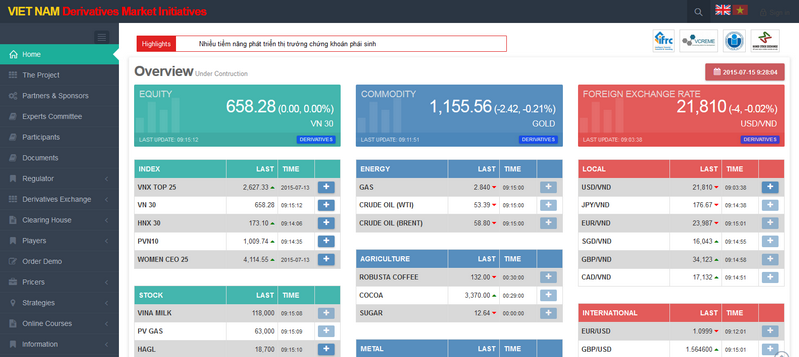 VIET NAM Derivatives Market Initiatives
Highlights Nhiều tiềm năng phát triển thị trường chứng khoán phái sinh
ifrc VCREME
Home
The Project
Partners & Sponsors
Experts Committee
Participants
Documents
Regulator
Derivatives Exchange
Clearing House
Players
Order Demo
Pricers
Strategies
Online Courses
Information
Overview Under Contruction
2015-07-15 9:28:04
EQUITY
658.28 (0.00, 0.00%)
VN 30
LAST UPDATE: 09:15:12 DERIVATIVES
COMMODITY
1,155.56 (-2.42, -0.21%)
GOLD
LAST UPDATE: 09:11:51 DERIVATIVES
FOREIGN EXCHANGE RATE
21,810 (-4, -0.02%)
USD/VND
LAST UPDATE: 09:03:38 DERIVATIVES
INDEX LAST TIME
VNX TOP 25 2,627.33 2015-07-13
VN 30 658.28 09:15:12
HNX 30 173.10 09:14:06
PVN10 1,009.74 09:14:35
WOMEN CEO 25 4,114.55 2015-07-13
STOCK LAST TIME
VINA MILK 118,000 09:15:08
PV GAS 63,000 09:15:09
HAGL 18,700 09:15:10
ENERGY LAST TIME
GAS 2.840 09:15:00
CRUDE OIL (WTI) 53.39 09:15:00
CRUDE OIL (BRENT) 58.80 09:15:00
AGRICULTURE LAST TIME
ROBUSTA COFFEE 132.00 00:30:00
COCOA 3,370.00 00:29:00
SUGAR 12.64 00:00:00
METAL LAST TIME
LOCAL LAST TIME
USD/VND 21,810 09:03:38
JPY/VND 176.67 09:14:38
EUR/VND 23,987 09:15:01
SGD/VND 16,043 09:14:55
GBP/VND 34,123 09:14:58
CAD/VND 17,132 09:14:51
INTERNATIONAL LAST TIME
EUR/USD 1.0999 09:12:01
GBP/USD 1.564600 09:15:01